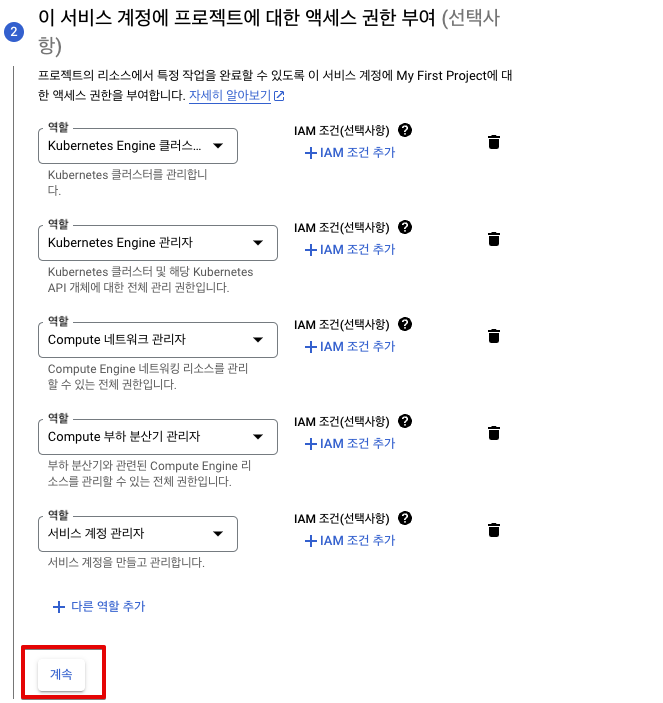 2
이 서비스 계정에 프로젝트에 대한 액세스 권한 부여 (선택사
항)
프로젝트의 리소스에서 특정 작업을 완료할 수 있도록 이 서비스 계정에 My First Project에 대
한 액세스 권한을 부여합니다. 자세히 알아보기
역할
Kubernetes Engine 클러스...
IAM 조건(선택사항)
IAM 조건 추가
Kubernetes 클러스터를 관리합니
다.
역할
Kubernetes Engine 관리자
IAM 조건(선택사항)
IAM 조건 추가
Kubernetes 클러스터 및 해당 Kubernetes
API 개체에 대한 전체 관리 권한입니다.
역할
Compute 네트워크 관리자
IAM 조건(선택사항)
IAM 조건 추가
Compute Engine 네트워킹 리소스를 관리
할 수 있는 전체 권한입니다.
역할
Compute 부하 분산기 관리자
IAM 조건(선택사항)
IAM 조건 추가
부하 분산기와 관련된 Compute Engine 리
소스를 관리할 수 있는 전체 권한입니다.
역할
서비스 계정 관리자
IAM 조건(선택사항)
IAM 조건 추가
서비스 계정을 만들고 관리합니다.
다른 역할 추가
계속